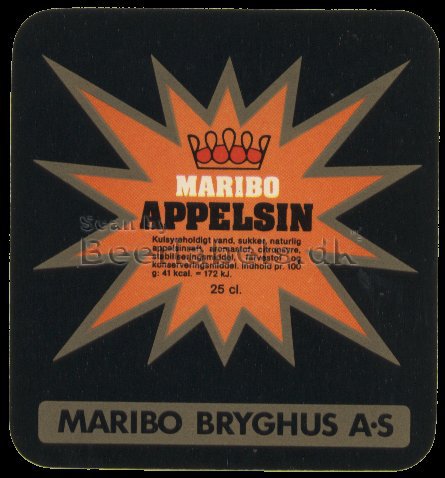 MARIBO
APPELSIN
Kulsyreholdigt vand, sukker, naturlig
appelsinsaft, aromastof, citronsyre,
stabiliseringsmiddel, farvestof og
konserveringsmiddel. Indhold pr. 100
g: 41 kcal. = 172 kJ.
25 cl.
MARIBO BRYGHUS A·S